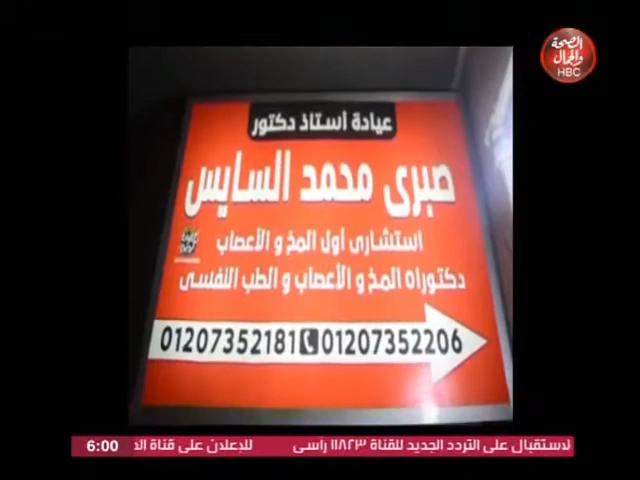 الصحة
والجمال
HBC
عيادة أستاذ دكتور
صبرى محمد السايس
استشارى أول المخ و الأعصاب
دكتوراه المخ و الأعصاب و الطب النفسى
01207352181 01207352206
لاستقبال على التردد الجديد للقناة ١١٨٢٣ راسى للإعلان على قناة الـ
6:00